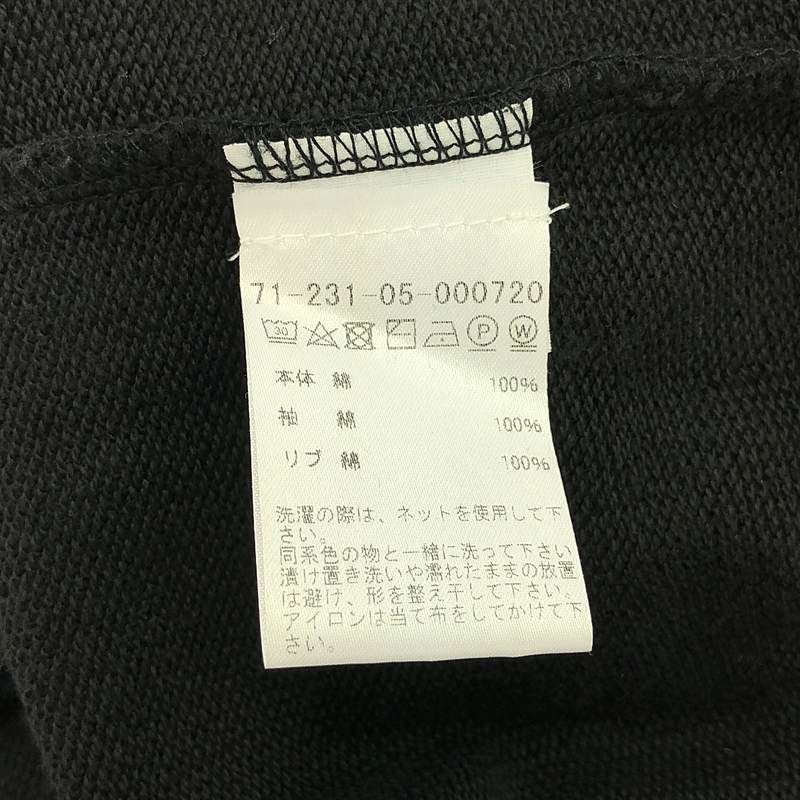 71-231-05-000720
30 P W
本体 綿 100%
袖 綿 100%
リブ 綿 100%
洗濯の際は、ネットを使用して下
さい。
同系色の物と一緒に洗って下さい
漬け置き洗いや濡れたままの放置
は避け、形を整え干して下さい。
アイロンは当て布をしてかけて下
さい。